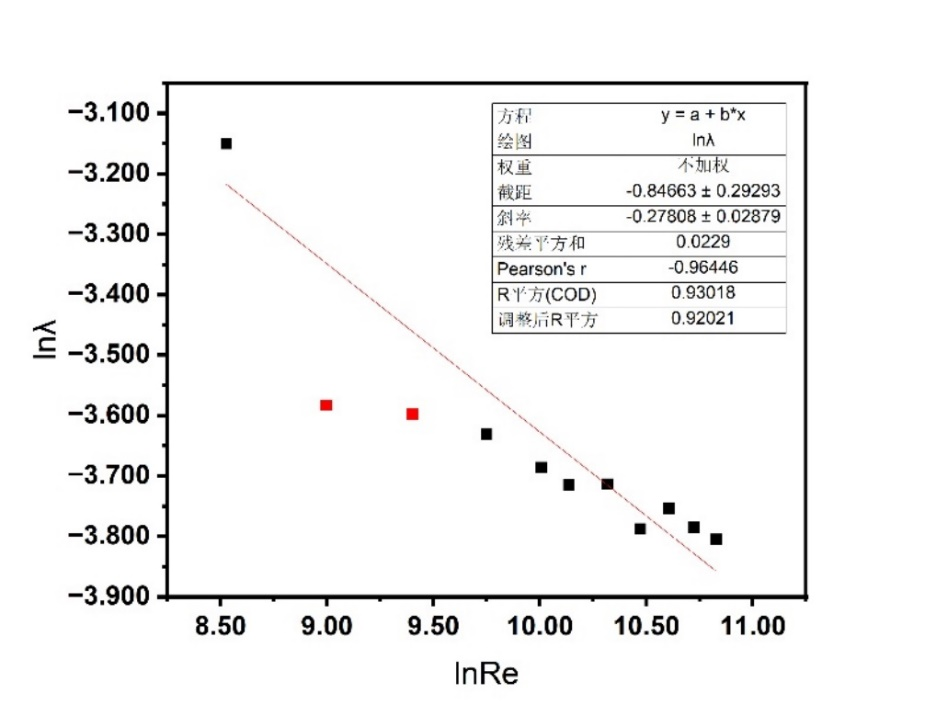 −3.100
−3.200
−3.300
−3.400
−3.500
−3.600
−3.700
−3.800
−3.900
lnλ
方程 y = a + b*x
绘图 lnλ
权重 不加权
截距 -0.84663 ± 0.29293
斜率 -0.27808 ± 0.02879
残差平方和 0.0229
Pearson's r -0.96446
R平方(COD) 0.93018
调整后R平方 0.92021
8.50 9.00 9.50 10.00 10.50 11.00
lnRe